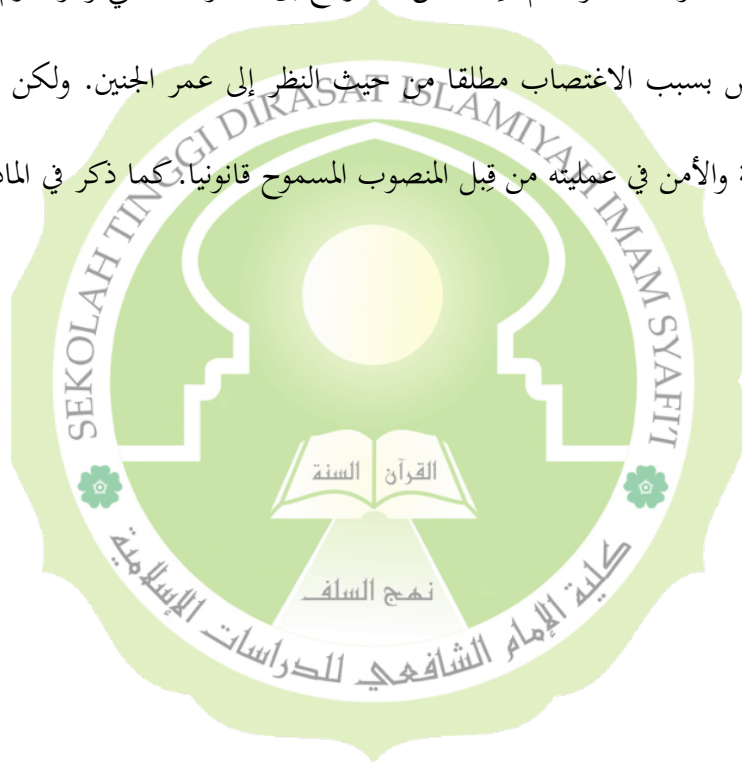 س بسبب الاغتصاب مطلقا من حيث النظر إلى عمر الجنين. ولكن
ة والأمن في عمليته من قِبل المنصوب المسموح قانونيا. كما ذكر في الماد
SEKOLAH TINGGI DIRASAT ISLAMIYAH IMAM SYAFI'I
القرآن السنة
نهج السلف
كلية الإمام الشافعي للدراسات الإسلامية